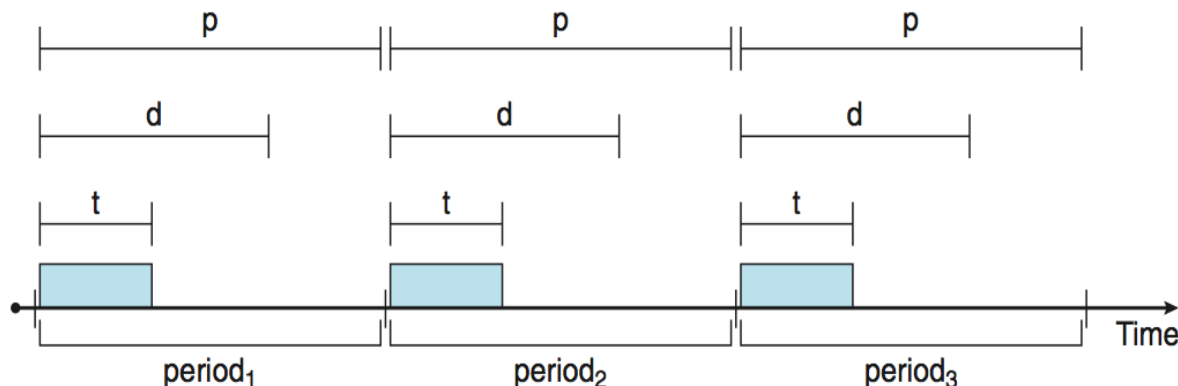 p p p
d d d
t t t
Time
period₁ period₂ period₃